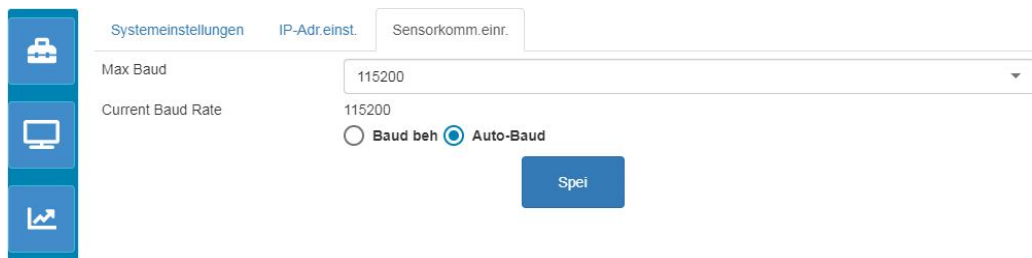 Systemeinstellungen IP-Adr.einst. Sensorkomm.einr.
Max Baud 115200
Current Baud Rate 115200
Baud beh Auto-Baud
Spei